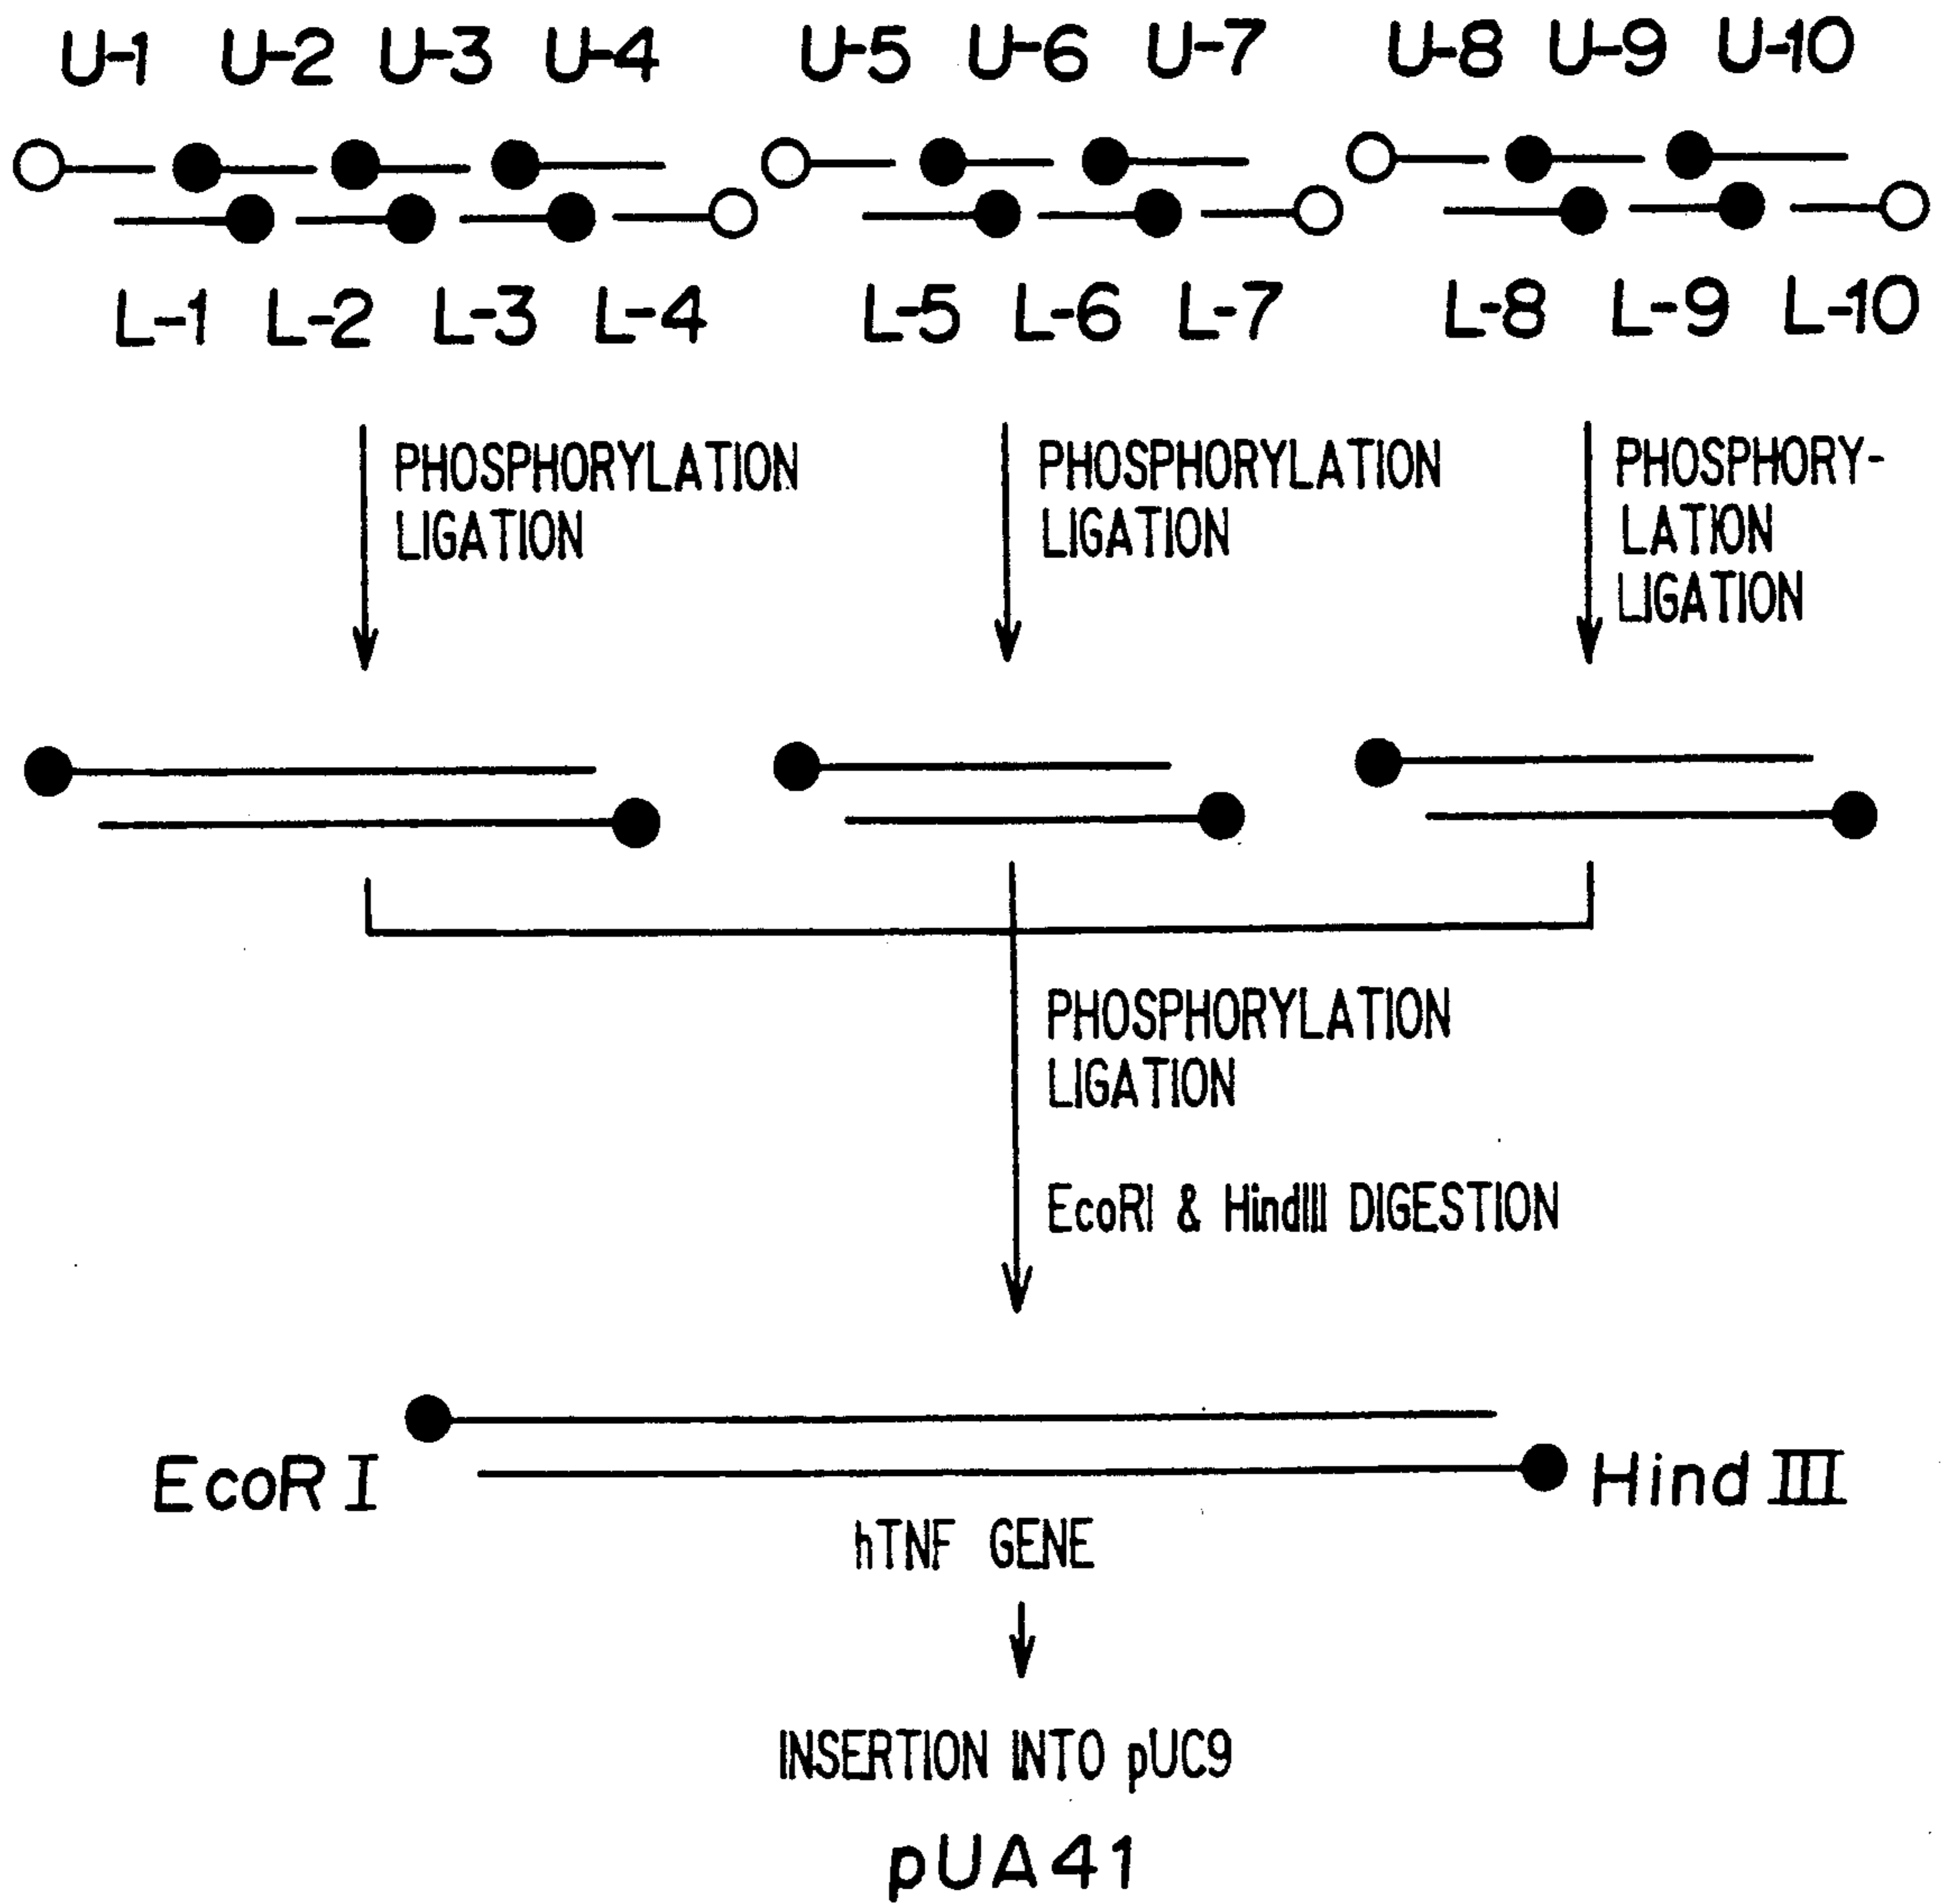 U-1 U-2 U-3 U-4 U-5 U-6 U-7 U-8 U-9 U-10
L-1 L-2 L-3 L-4 L-5 L-6 L-7 L-8 L-9 L-10
PHOSPHORYLATION
LIGATION
PHOSPHORYLATION
LIGATION
PHOSPHORY-
LATION
LIGATION
PHOSPHORYLATION
LIGATION
EcoRI & HindIII DIGESTION
EcoR I
Hind III
hTNF GENE
INSERTION INTO pUC9
pUA41